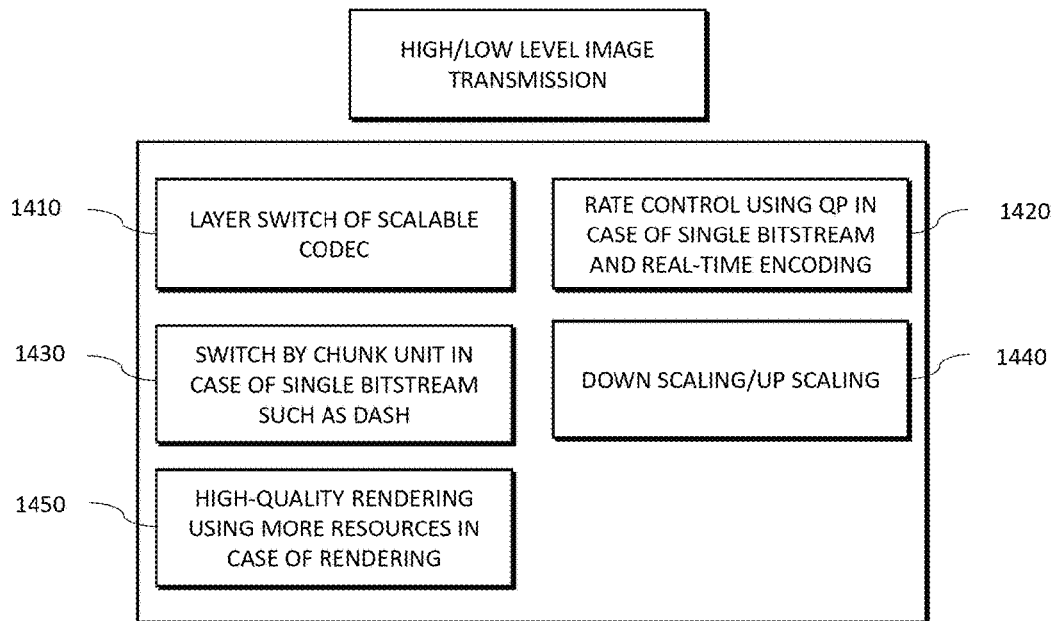 HIGH/LOW LEVEL IMAGE
TRANSMISSION
1410
LAYER SWITCH OF SCALABLE
CODEC
RATE CONTROL USING QP IN
CASE OF SINGLE BITSTREAM
AND REAL-TIME ENCODING
1420
1430
SWITCH BY CHUNK UNIT IN
CASE OF SINGLE BITSTREAM
SUCH AS DASH
DOWN SCALING/UP SCALING
1440
1450
HIGH-QUALITY RENDERING
USING MORE RESOURCES IN
CASE OF RENDERING